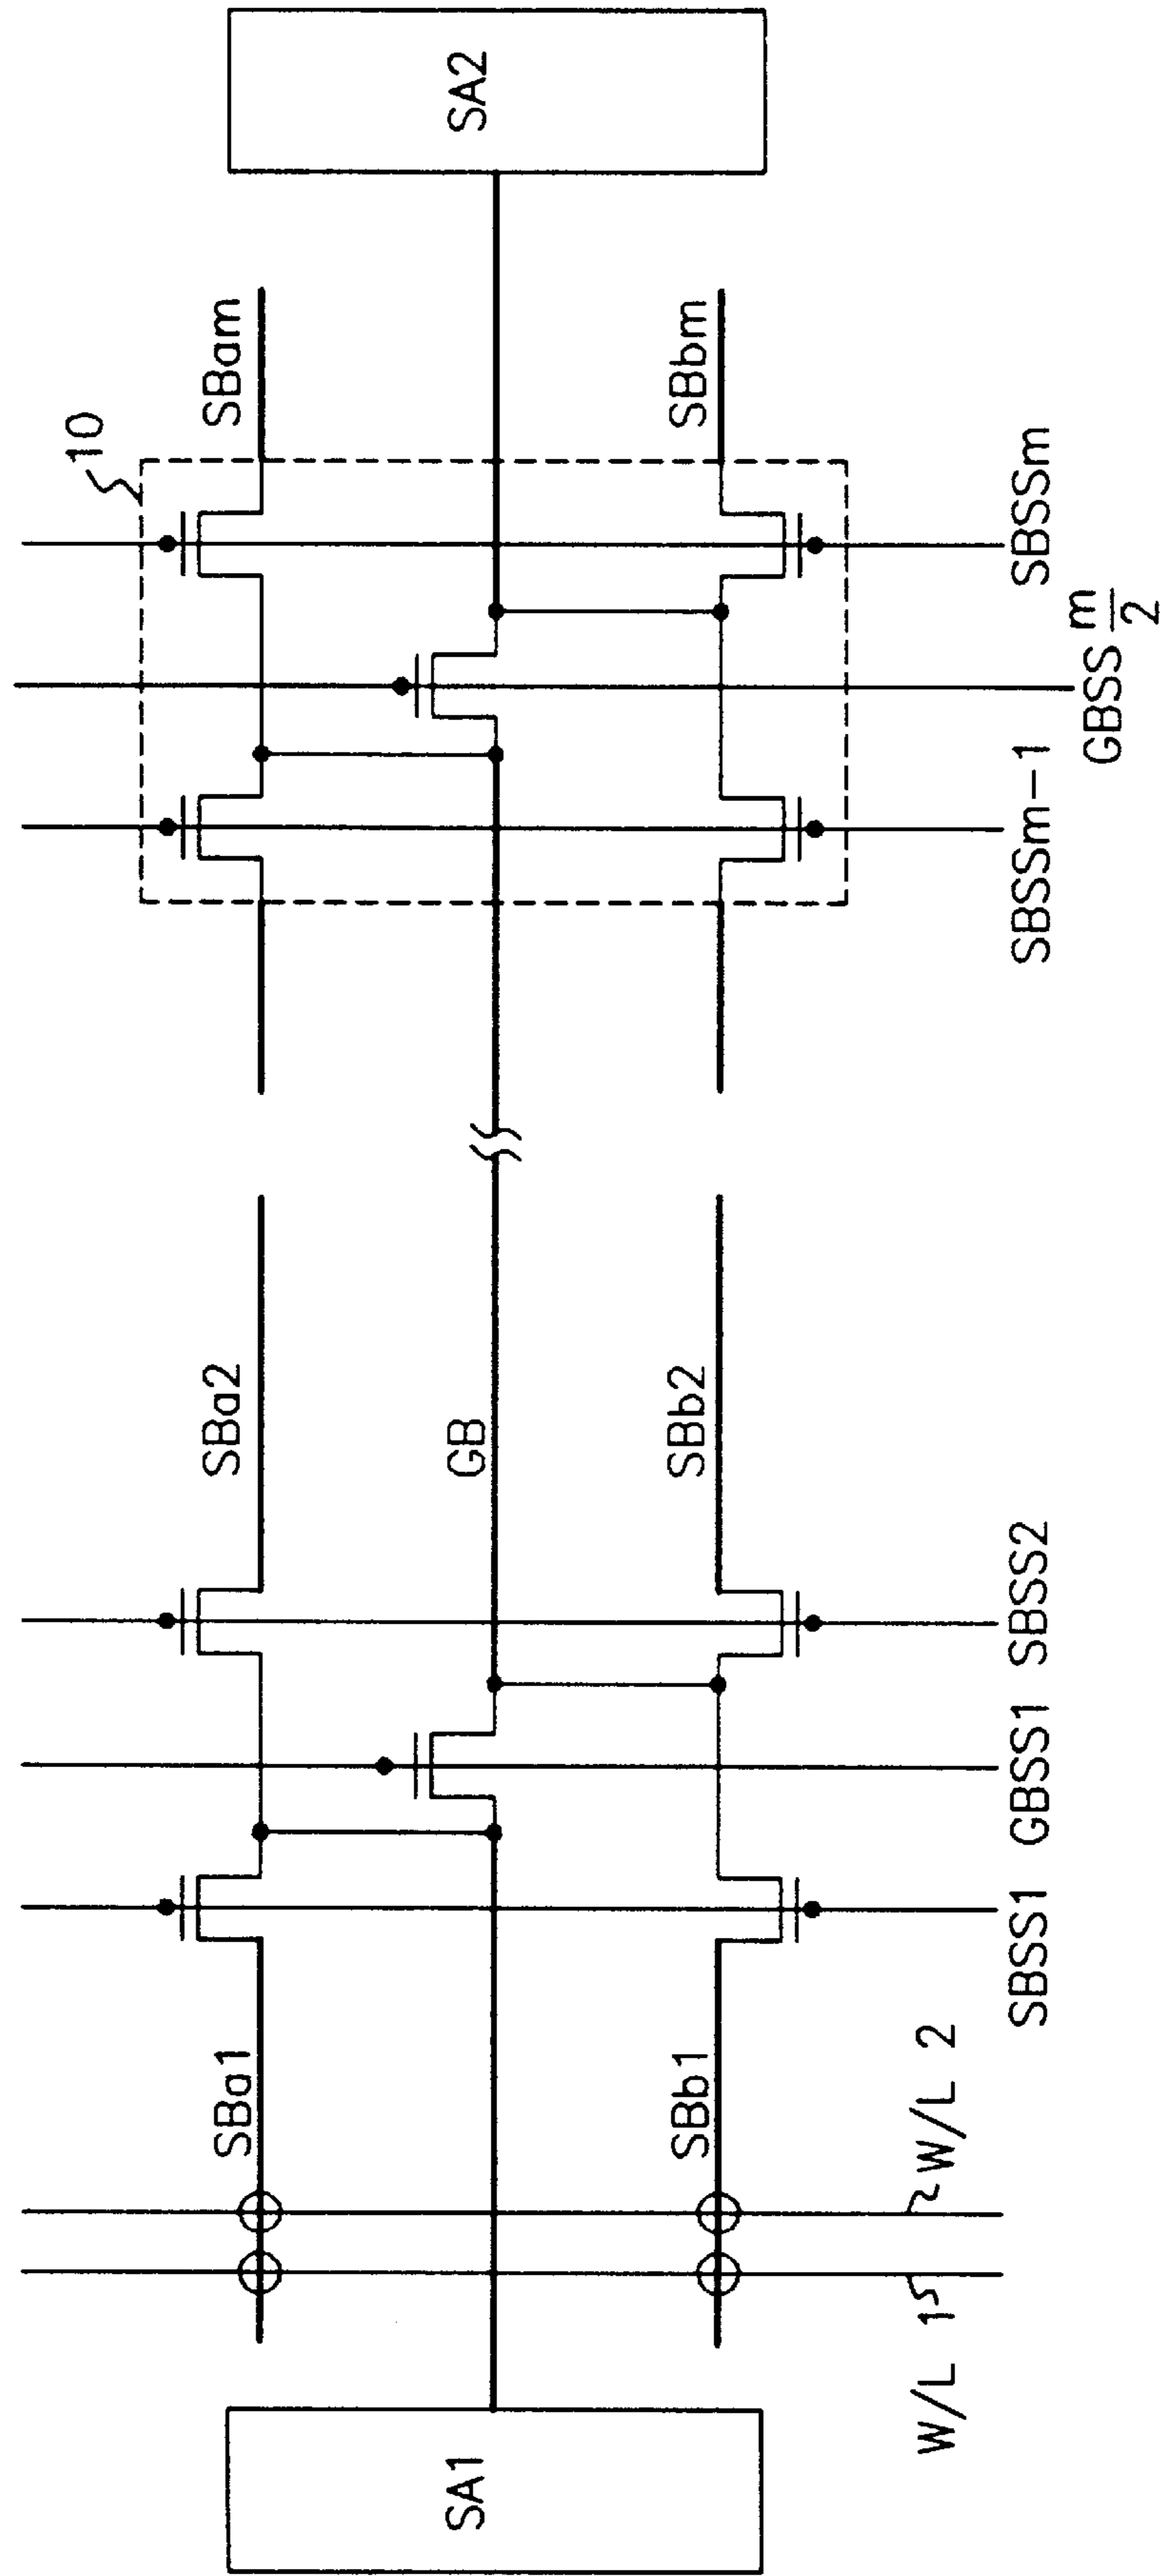 SA2
10
SBam
SBbm
SBSSm
GBSS m/2
SBSSm-1
SBa2
GB
SBb2
SBSS2
GBSS1
SBSS1
SBa1
SBb1
W/L 2
W/L 1
SA1